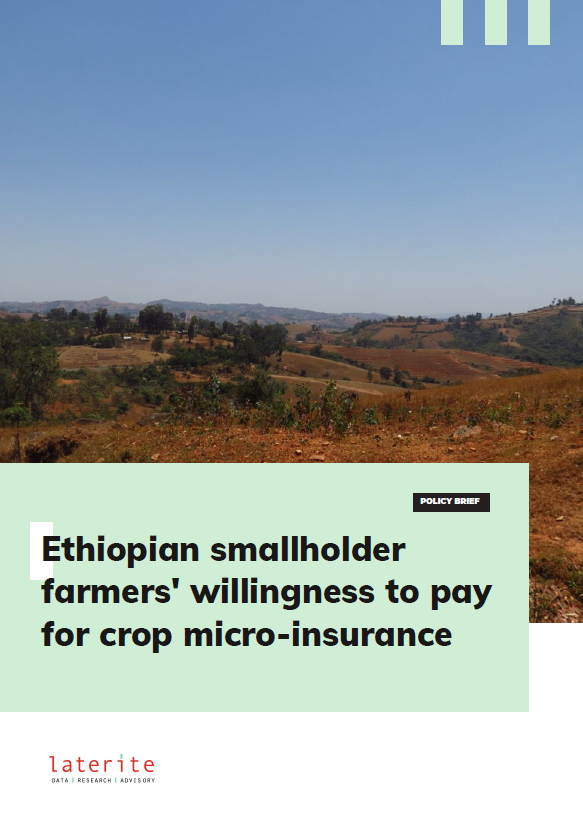 POLICY BRIEF
Ethiopian smallholder
farmers' willingness to pay
for crop micro-insurance
laterite
DATA | RESEARCH | ADVISORY